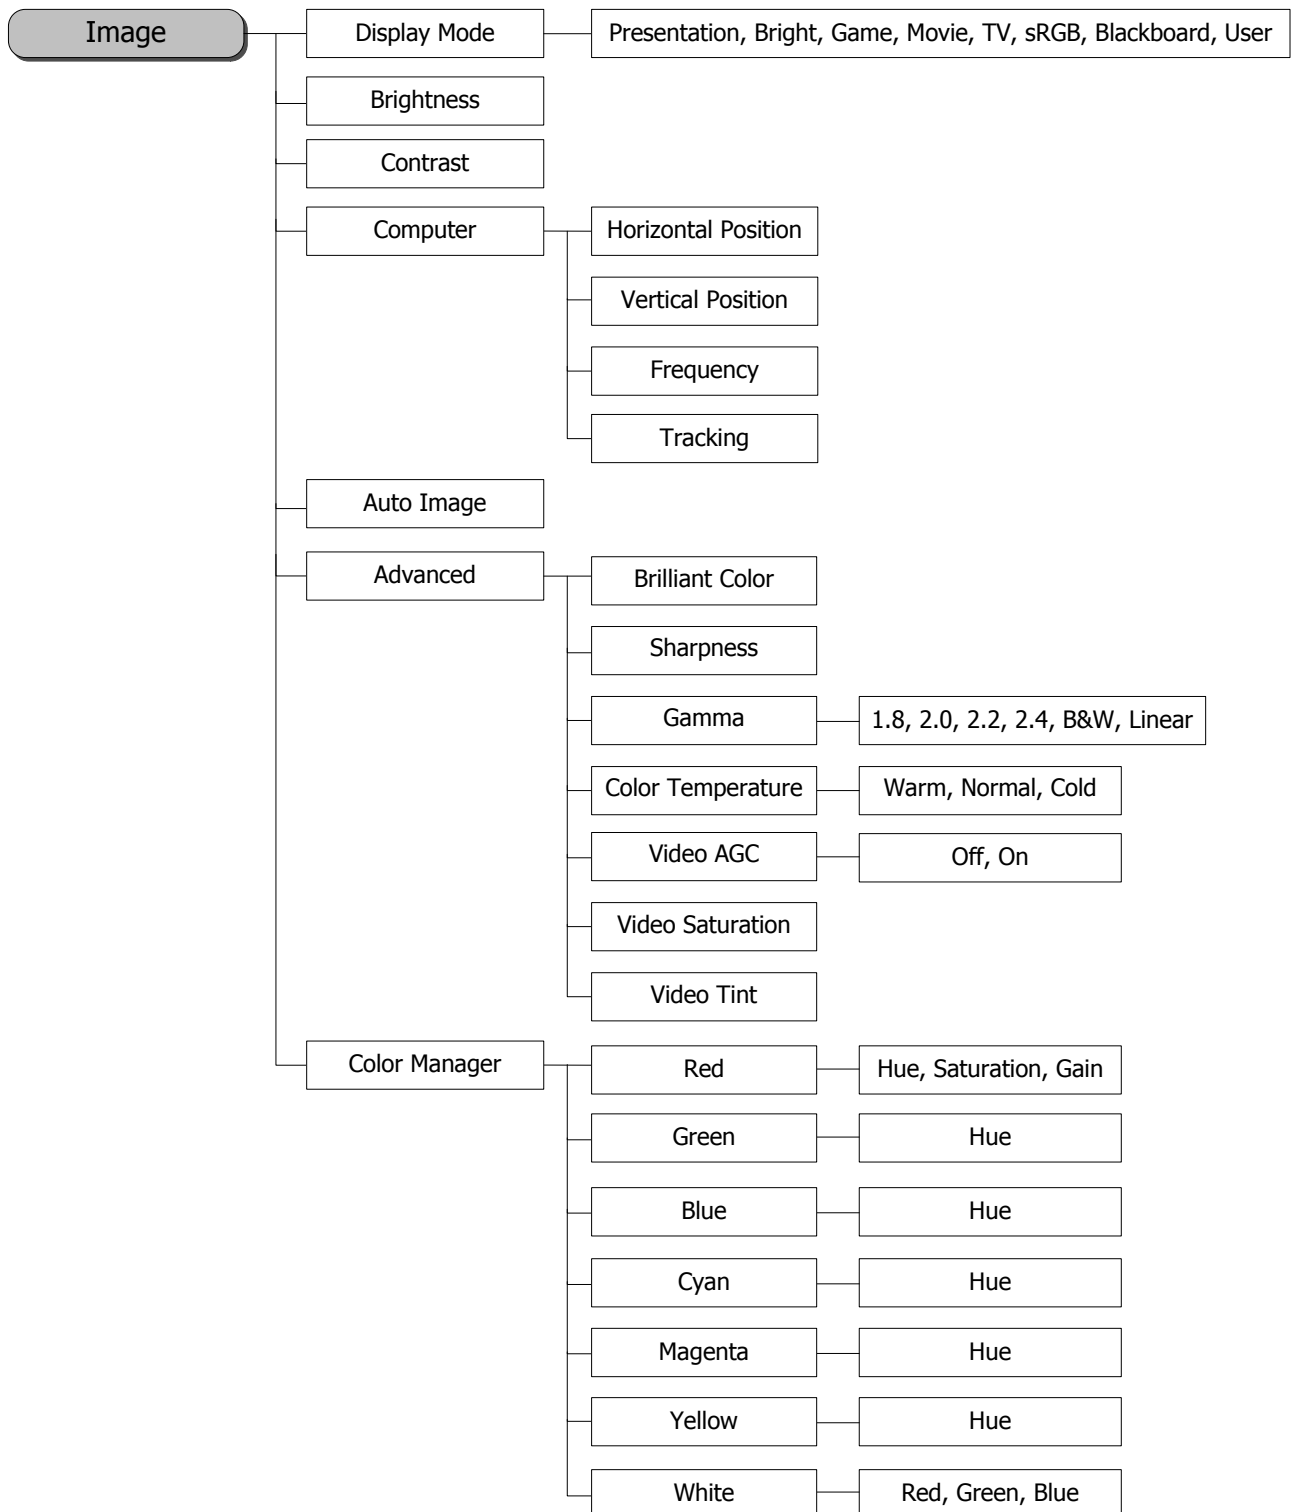 Image
Display Mode
Presentation, Bright, Game, Movie, TV, sRGB, Blackboard, User
Brightness
Contrast
Computer
Horizontal Position
Vertical Position
Frequency
Tracking
Auto Image
Advanced
Brilliant Color
Sharpness
Gamma
1.8, 2.0, 2.2, 2.4, B&W, Linear
Color Temperature
Warm, Normal, Cold
Video AGC
Off, On
Video Saturation
Video Tint
Color Manager
Red
Hue, Saturation, Gain
Green
Hue
Blue
Hue
Cyan
Hue
Magenta
Hue
Yellow
Hue
White
Red, Green, Blue